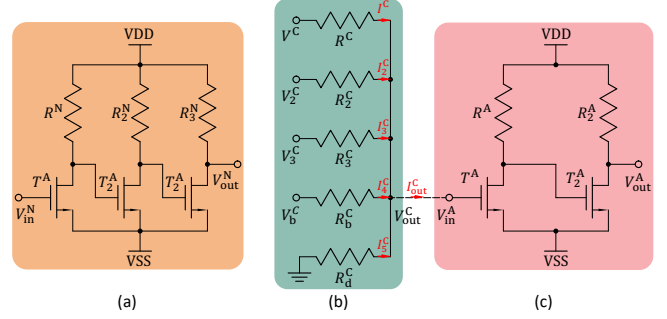 VDD
R^N
R_2^N
R_3^N
T^A
T_2^A
T_2^A
V_in^N
V_out^N
VSS
(a)
V^C
R^C
I^C
V_2^C
R_2^C
I_2^C
V_3^C
R_3^C
I_3^C
V_b^C
R_b^C
I_4^C
R_d^C
I_5^C
I_out^C
V_out^C
(b)
VDD
R^A
R_2^A
T^A
T_2^A
V_in^A
V_out^A
VSS
(c)